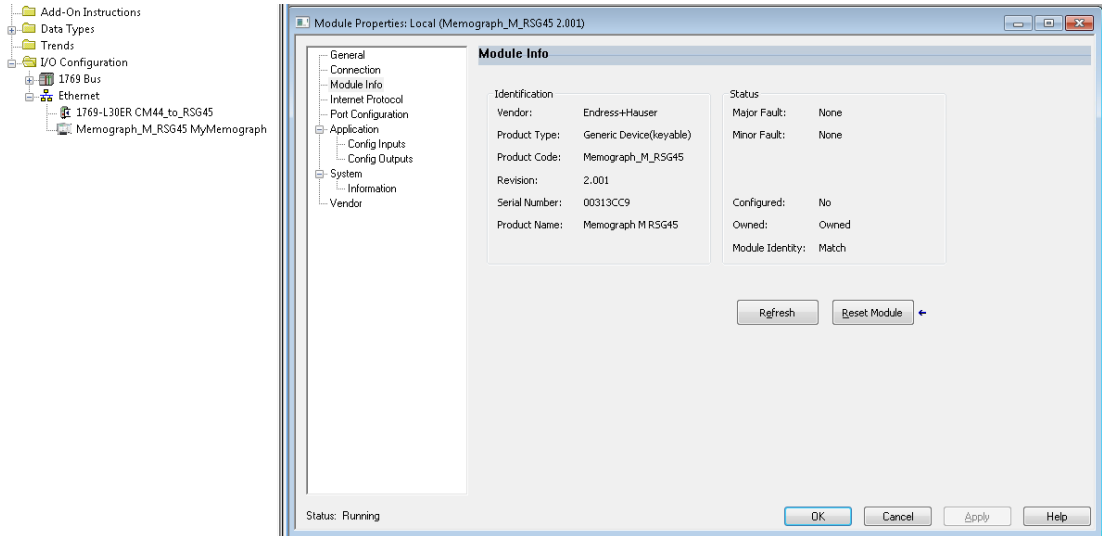 Add-On Instructions
Data Types
Trends
I/O Configuration
1769 Bus
Ethernet
1769-L30ER CM44_to_RSG45
Memograph_M_RSG45 MyMemograph
Module Properties: Local (Memograph_M_RSG45 2.001)
General
Connection
Module Info
Internet Protocol
Port Configuration
Application
Config Inputs
Config Outputs
System
Information
Vendor
Module Info
Identification
Vendor: Endress+Hauser
Product Type: Generic Device(keyable)
Product Code: Memograph_M_RSG45
Revision: 2.001
Serial Number: 00313CC9
Product Name: Memograph M RSG45
Status
Major Fault: None
Minor Fault: None
Configured: No
Owned: Owned
Module Identity: Match
Refresh
Reset Module
Status: Running
OK
Cancel
Apply
Help